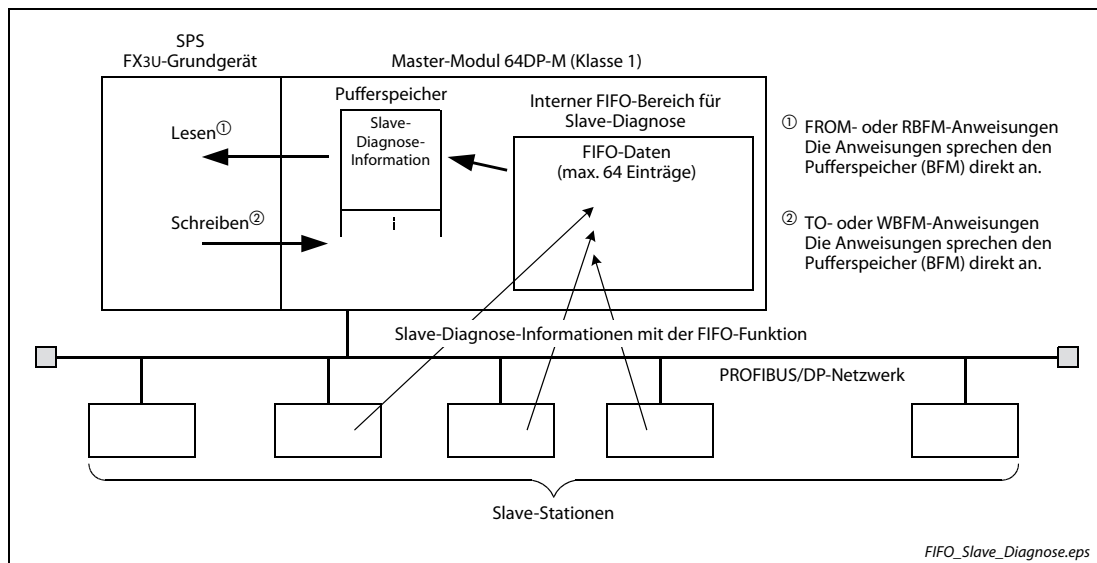 SPS
FX3U-Grundgerät
Master-Modul 64DP-M (Klasse 1)
Pufferspeicher
Slave-
Diagnose-
Information
Interner FIFO-Bereich für
Slave-Diagnose
FIFO-Daten
(max. 64 Einträge)
Lesen①
Schreiben②
① FROM- oder RBFM-Anweisungen
Die Anweisungen sprechen den
Pufferspeicher (BFM) direkt an.
② TO- oder WBFM-Anweisungen
Die Anweisungen sprechen den
Pufferspeicher (BFM) direkt an.
Slave-Diagnose-Informationen mit der FIFO-Funktion
PROFIBUS/DP-Netzwerk
Slave-Stationen
FIFO_Slave_Diagnose.eps